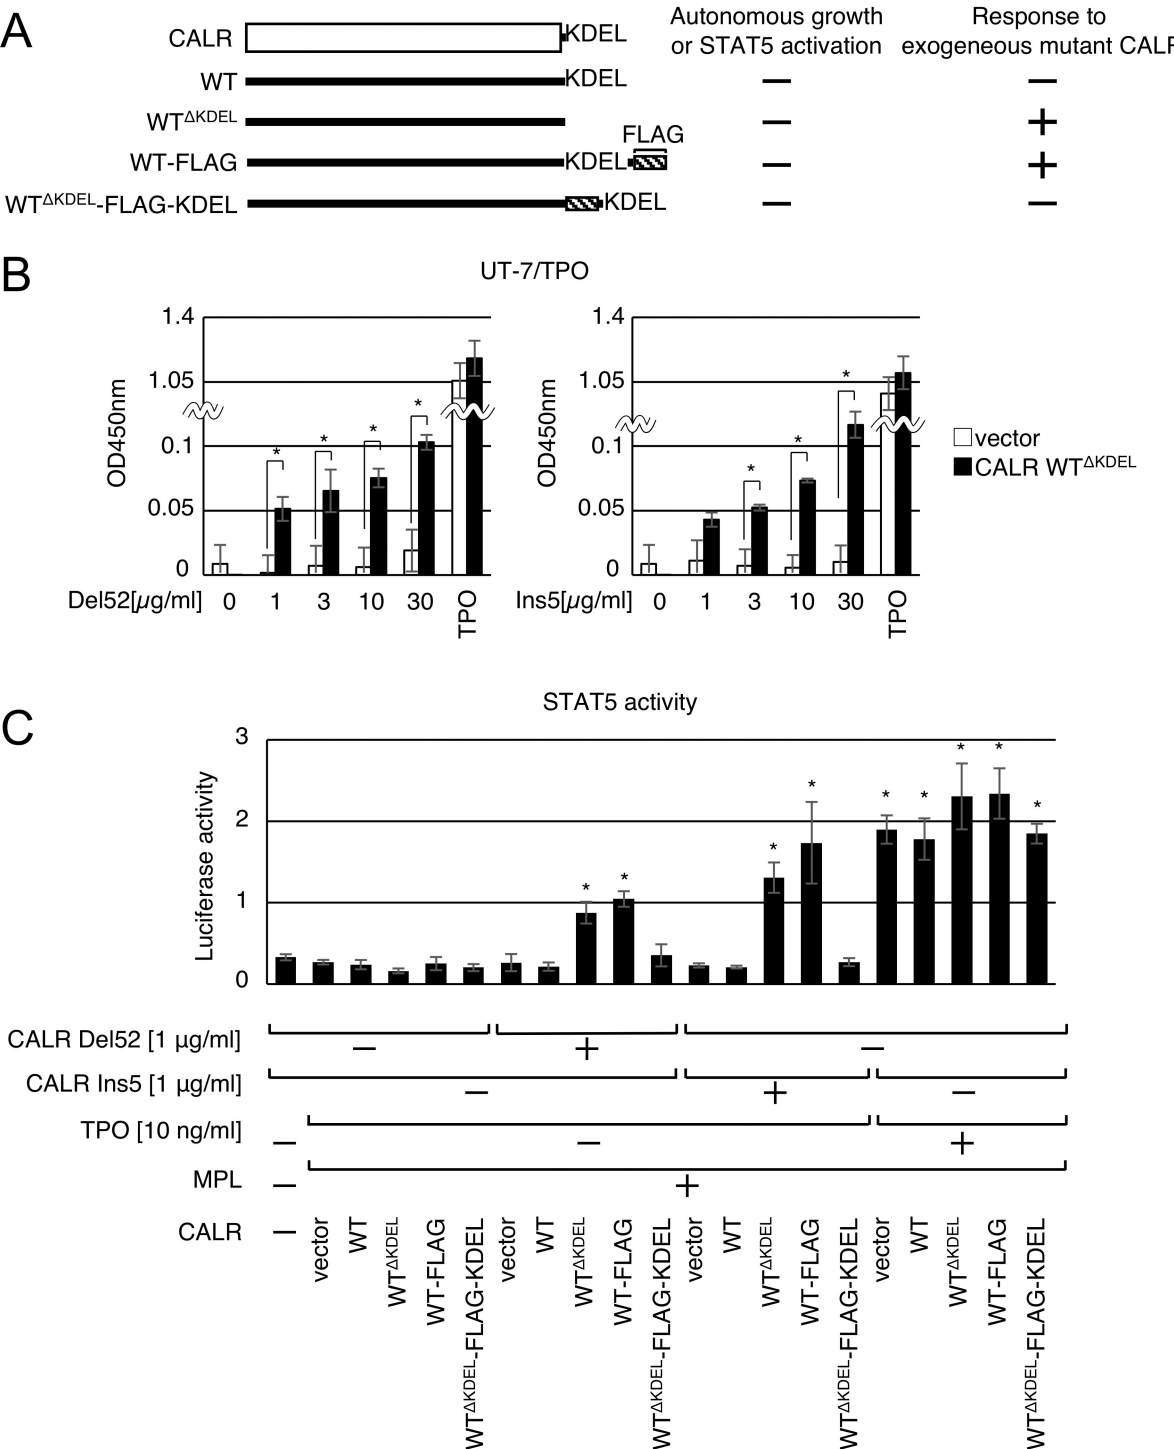 A
Autonomous growth
or STAT5 activation
Response to
exogeneous mutant CALR
CALR KDEL
WT KDEL — —
WTΔKDEL — +
FLAG
WT-FLAG KDEL — +
WTΔKDEL-FLAG-KDEL KDEL — —
B
UT-7/TPO
OD450nm
1.4
1.05
0.1
0.05
0
* * * *
Del52[µg/ml] 0 1 3 10 30 TPO
OD450nm
1.4
1.05
0.1
0.05
0
* * *
Ins5[µg/ml] 0 1 3 10 30 TPO
vector
CALR WTΔKDEL
C
STAT5 activity
Luciferase activity
3
2
1
0
* * * * * * * * *
CALR Del52 [1 µg/ml] — + —
CALR Ins5 [1 µg/ml] — + —
TPO [10 ng/ml] — — +
MPL — +
CALR — vector WT WTΔKDEL WT-FLAG WTΔKDEL-FLAG-KDEL vector WT WTΔKDEL WT-FLAG WTΔKDEL-FLAG-KDEL vector WT WTΔKDEL WT-FLAG WTΔKDEL-FLAG-KDEL vector WT WTΔKDEL WT-FLAG WTΔKDEL-FLAG-KDEL